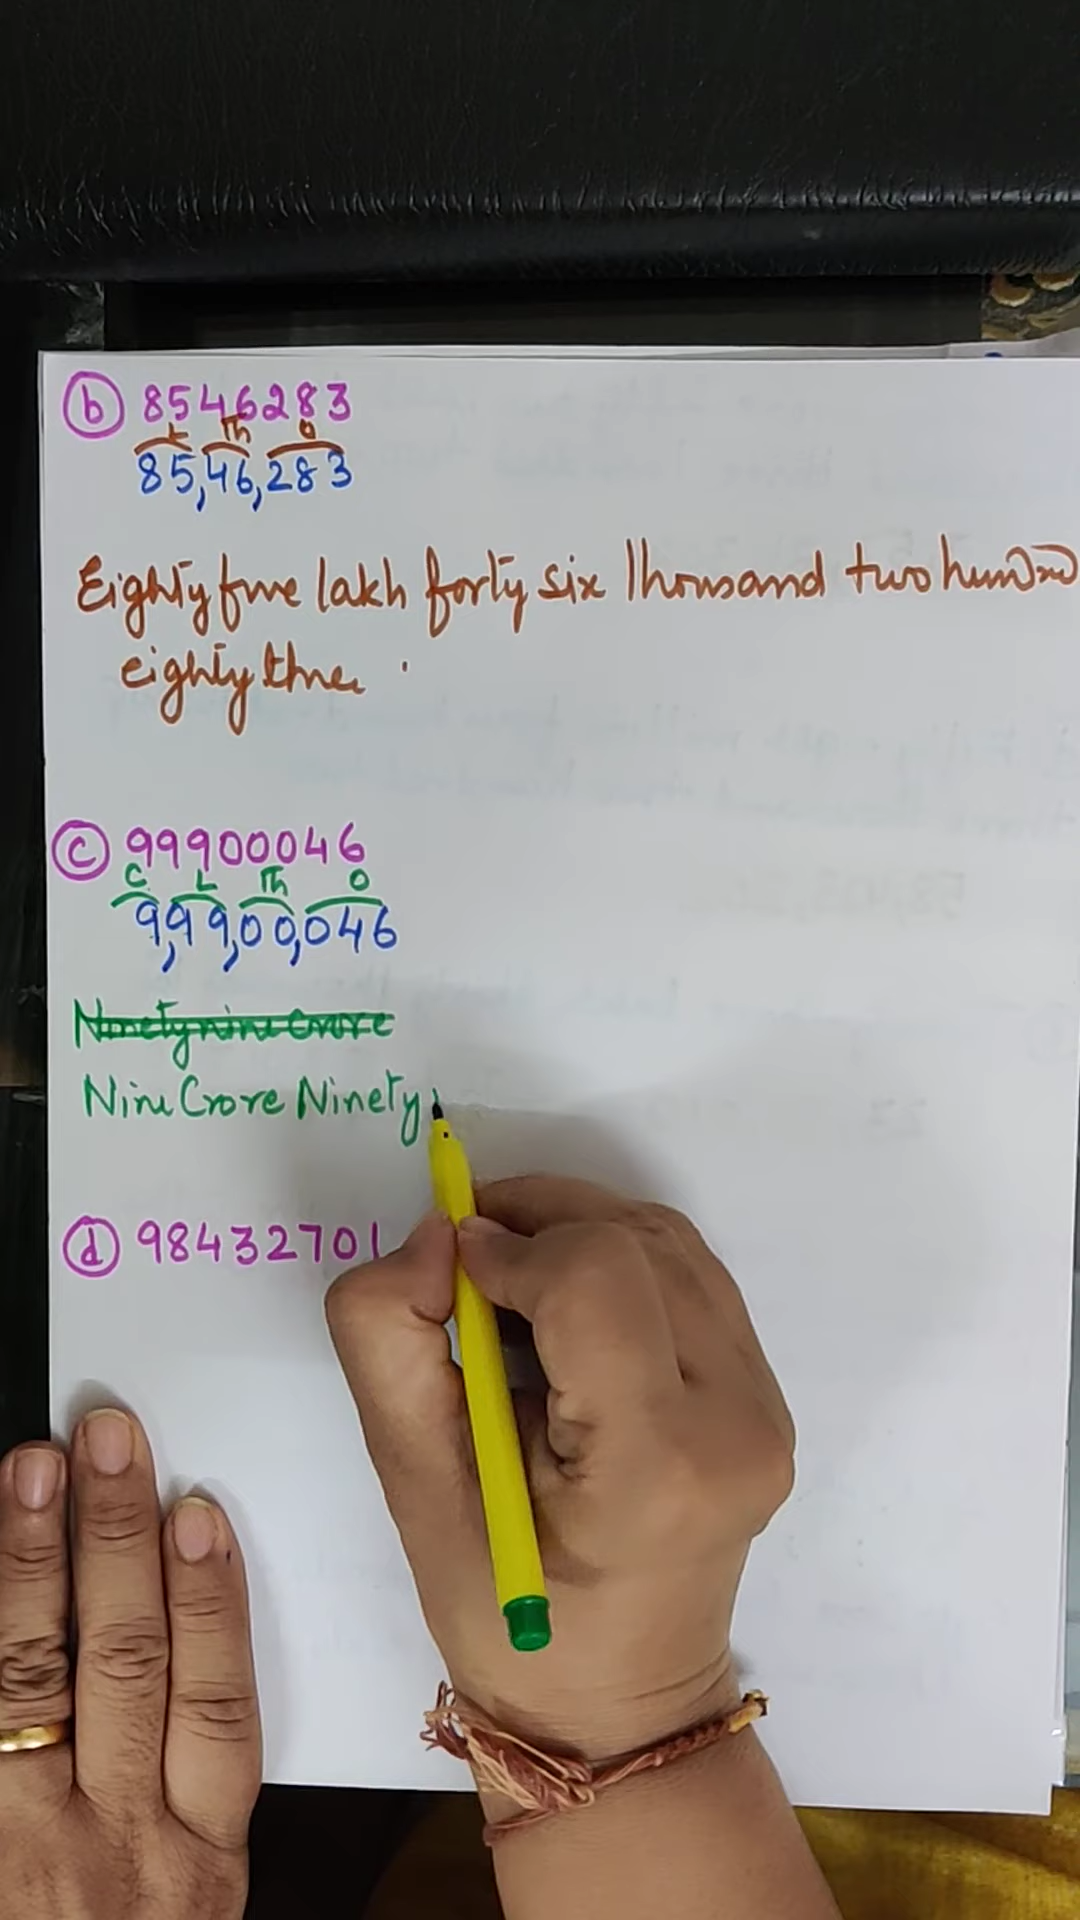 b 8546283
L Th O
85,46,283
Eighty five lakh forty six thousand two hundred
eighty three .
c 99900046
C L Th O
9,99,00,046
Ninety nine Crore
Nine Crore Ninety
d 98432701